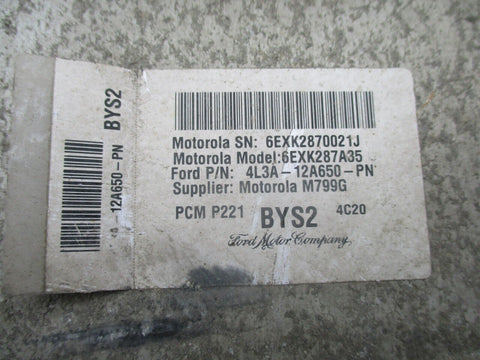 BYS2
12A650-PN
Motorola SN: 6EXK2870021J
Motorola Model:6EXK287A35
Ford P/N: 4L3A-12A650-PN
Supplier: Motorola M799G
PCM P221 BYS2 4C20
Ford Motor Company